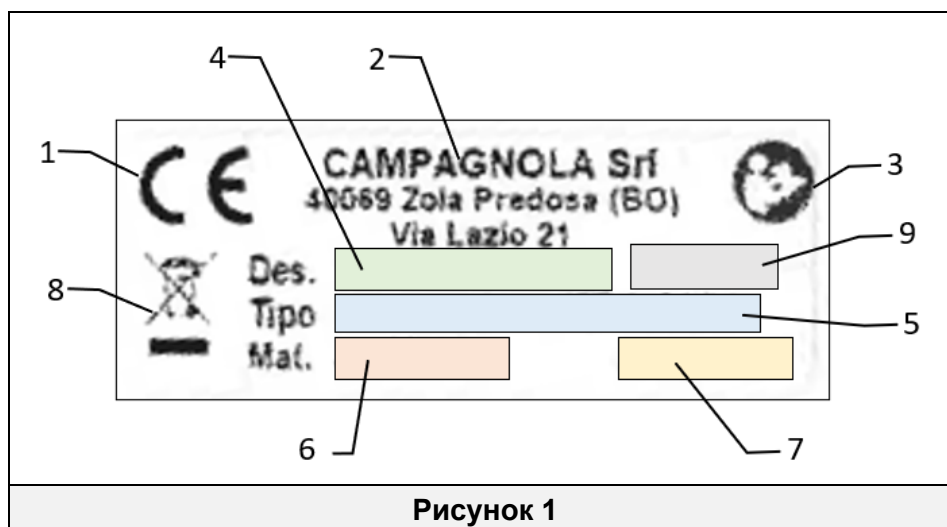 4 2
1 CE CAMPAGNOLA Srl 3
40069 Zola Predosa (BO)
Via Lazio 21 9
8 Des.
Tipo 5
Mat.
6 7
Рисунок 1